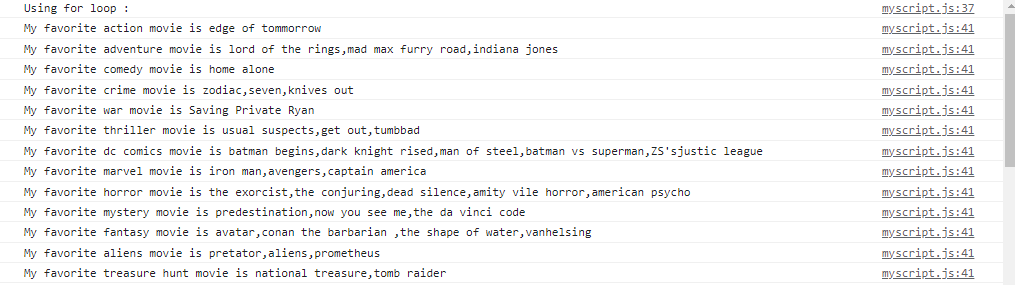 Using for loop : myscript.js:37
My favorite action movie is edge of tommorrow myscript.js:41
My favorite adventure movie is lord of the rings,mad max furry road,indiana jones myscript.js:41
My favorite comedy movie is home alone myscript.js:41
My favorite crime movie is zodiac,seven,knives out myscript.js:41
My favorite war movie is Saving Private Ryan myscript.js:41
My favorite thriller movie is usual suspects,get out,tumbbad myscript.js:41
My favorite dc comics movie is batman begins,dark knight rised,man of steel,batman vs superman,ZS'sjustic league myscript.js:41
My favorite marvel movie is iron man,avengers,captain america myscript.js:41
My favorite horror movie is the exorcist,the conjuring,dead silence,amity vile horror,american psycho myscript.js:41
My favorite mystery movie is predestination,now you see me,the da vinci code myscript.js:41
My favorite fantasy movie is avatar,conan the barbarian ,the shape of water,vanhelsing myscript.js:41
My favorite aliens movie is pretator,aliens,prometheus myscript.js:41
My favorite treasure hunt movie is national treasure,tomb raider myscript.js:41